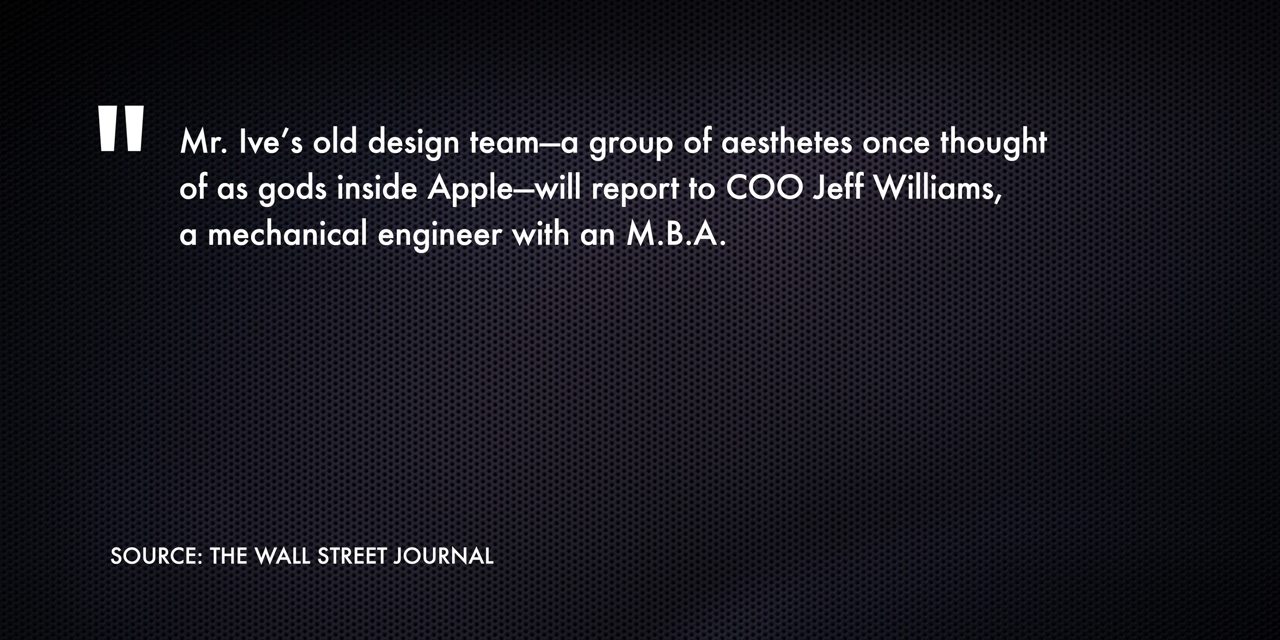 " Mr. Ive’s old design team—a group of aesthetes once thought
of as gods inside Apple—will report to COO Jeff Williams,
a mechanical engineer with an M.B.A.
SOURCE: THE WALL STREET JOURNAL